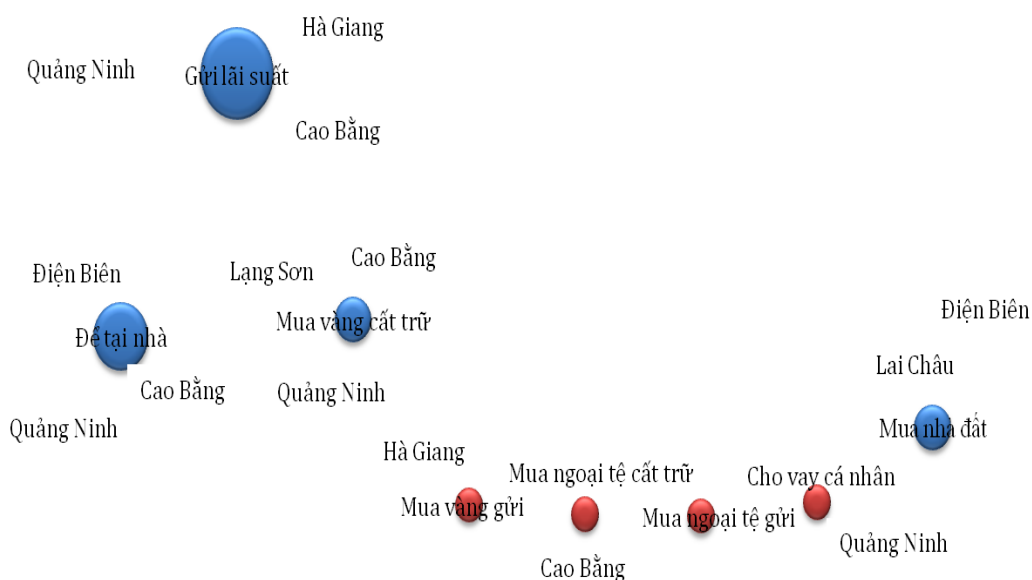 Hà Giang
Quảng Ninh
Gửi lãi suất
Cao Bằng
Điện Biên
Lạng Sơn
Cao Bằng
Để tại nhà
Mua vàng cất trữ
Cao Bằng
Quảng Ninh
Quảng Ninh
Điện Biên
Lai Châu
Mua nhà đất
Hà Giang
Mua vàng gửi
Mua ngoại tệ cất trữ
Cao Bằng
Mua ngoại tệ gửi
Cho vay cá nhân
Quảng Ninh